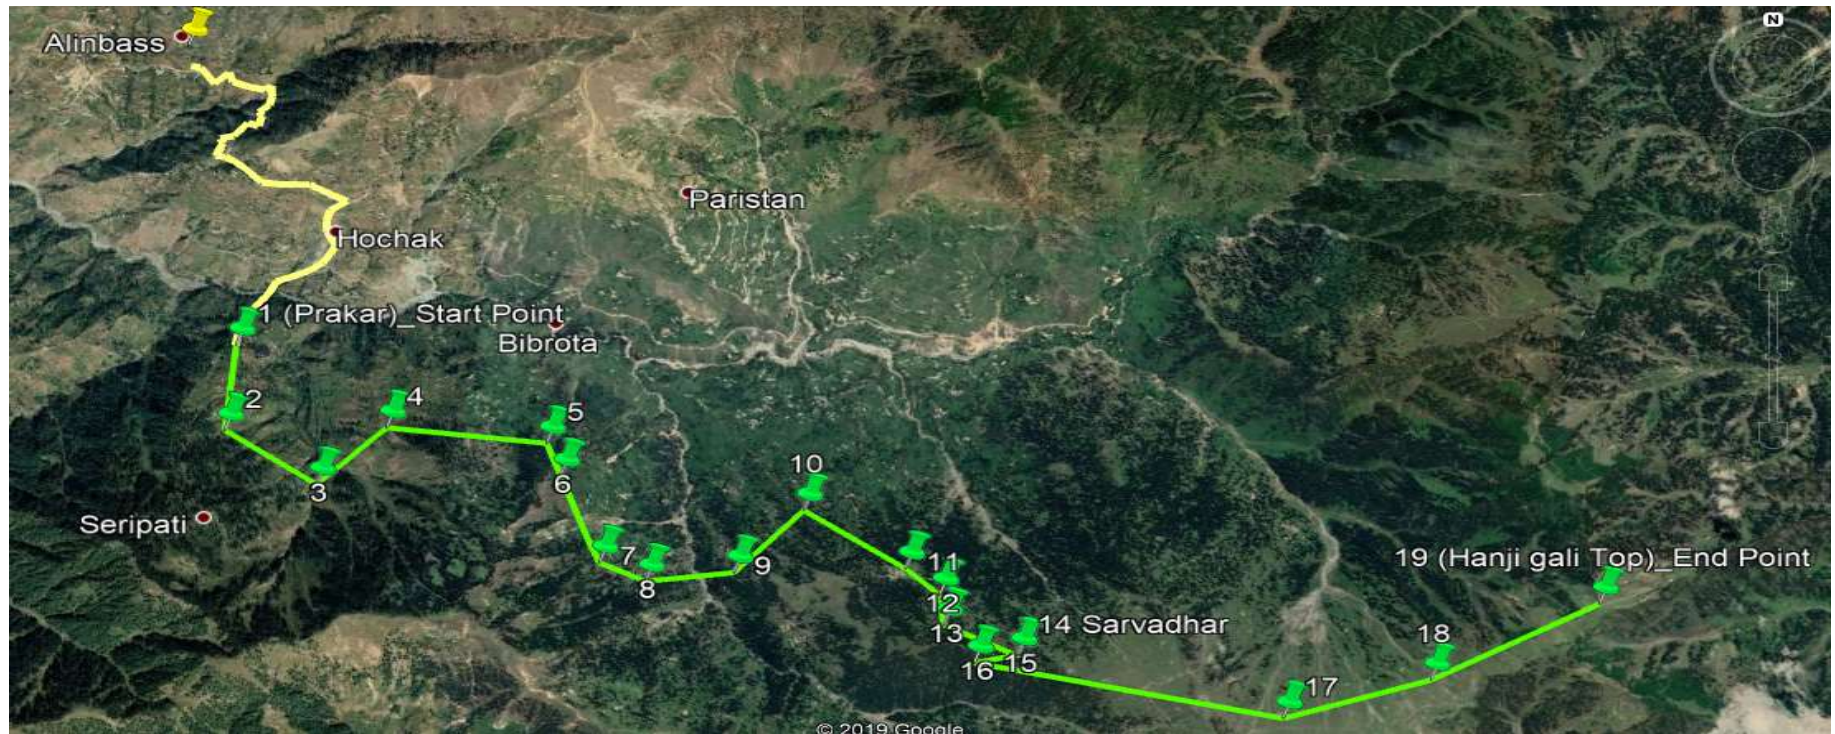 N
Alinbass
Paristan
Hochak
1 (Prakar)_Start Point
Bibrota
2
4
5
10
6
3
Seripati
7
8
9
11
12
13
14 Sarvadhar
15
16
17
18
19 (Hanji gali Top)_End Point
© 2019 Google